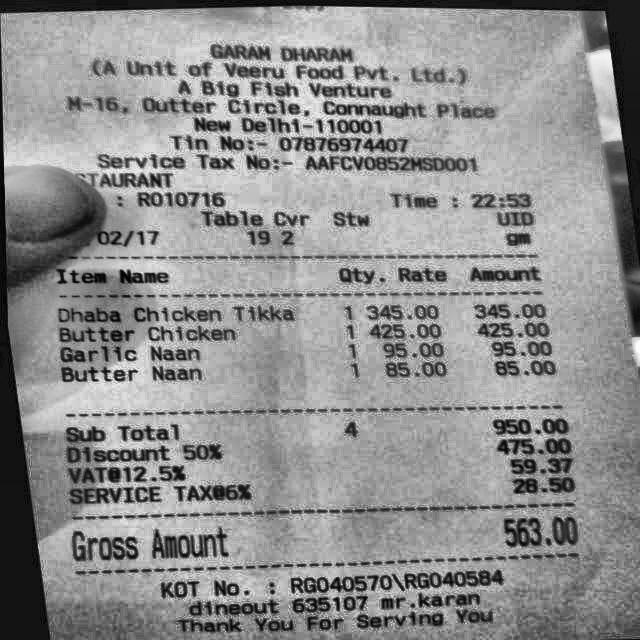 GARAM DHARAM
(A Unit of Veeru Food Pvt. Ltd.)
A Big Fish Venture
M-16, Outter Circle, Connaught Place
New Delhi-110001
Tin No:- 07876974407
Service Tax No:- AAFCV0852MSD001
STAURANT
: R010716 Time : 22:53
Table Cvr Stw UID
02/17 19 2 gm
Item Name Qty. Rate Amount
Dhaba Chicken Tikka 1 345.00 345.00
Butter Chicken 1 425.00 425.00
Garlic Naan 1 95.00 95.00
Butter Naan 1 85.00 85.00
Sub Total 4 950.00
Discount 50% 475.00
VAT@12.5% 59.37
SERVICE TAX@6% 28.50
Gross Amount 563.00
KOT No. : RG040570\RG040584
dineout 635107 mr.karan
Thank You For Serving You